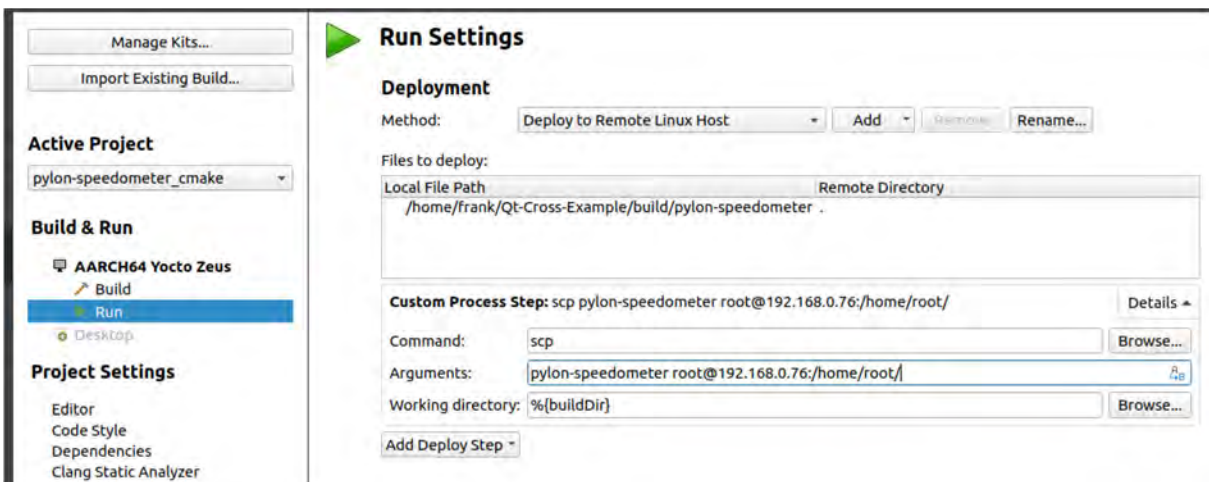 Manage Kits...
Import Existing Build...
Active Project
pylon-speedometer_cmake
Build & Run
AARCH64 Yocto Zeus
Build
Run
Desktop
Project Settings
Editor
Code Style
Dependencies
Clang Static Analyzer
Run Settings
Deployment
Method: Deploy to Remote Linux Host Add Remove Rename...
Files to deploy:
Local File Path Remote Directory
/home/frank/Qt-Cross-Example/build/pylon-speedometer .
Custom Process Step: scp pylon-speedometer root@192.168.0.76:/home/root/ Details
Command: scp Browse...
Arguments: pylon-speedometer root@192.168.0.76:/home/root/
Working directory: %{buildDir} Browse...
Add Deploy Step